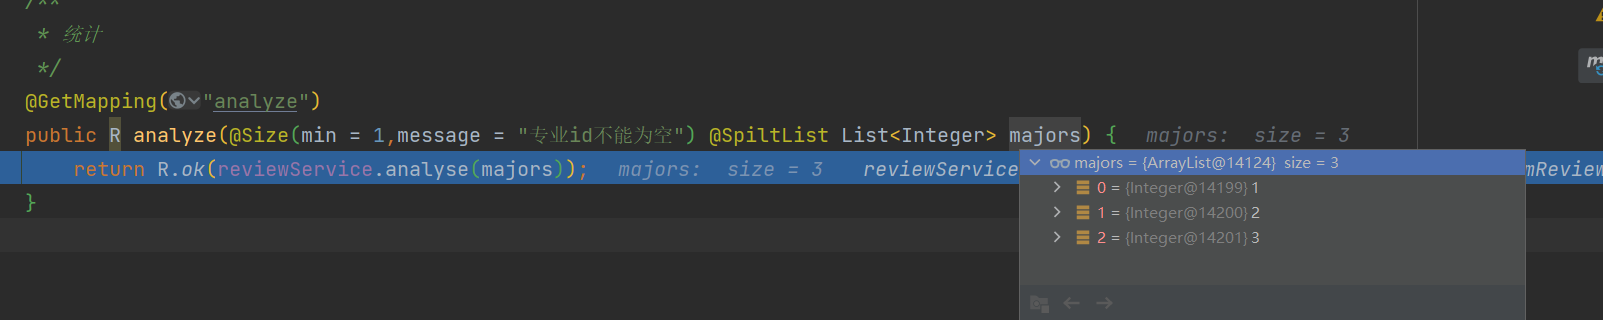 /**
* 统计
*/
@GetMapping("analyze")
public R analyze(@Size(min = 1,message = "专业id不能为空") @SpiltList List<Integer> majors) {   majors:  size = 3
return R.ok(reviewService.analyse(majors));   majors:  size = 3   reviewService
mReview
majors = {ArrayList@14124}  size = 3
0 = {Integer@14199} 1
1 = {Integer@14200} 2
2 = {Integer@14201} 3
}